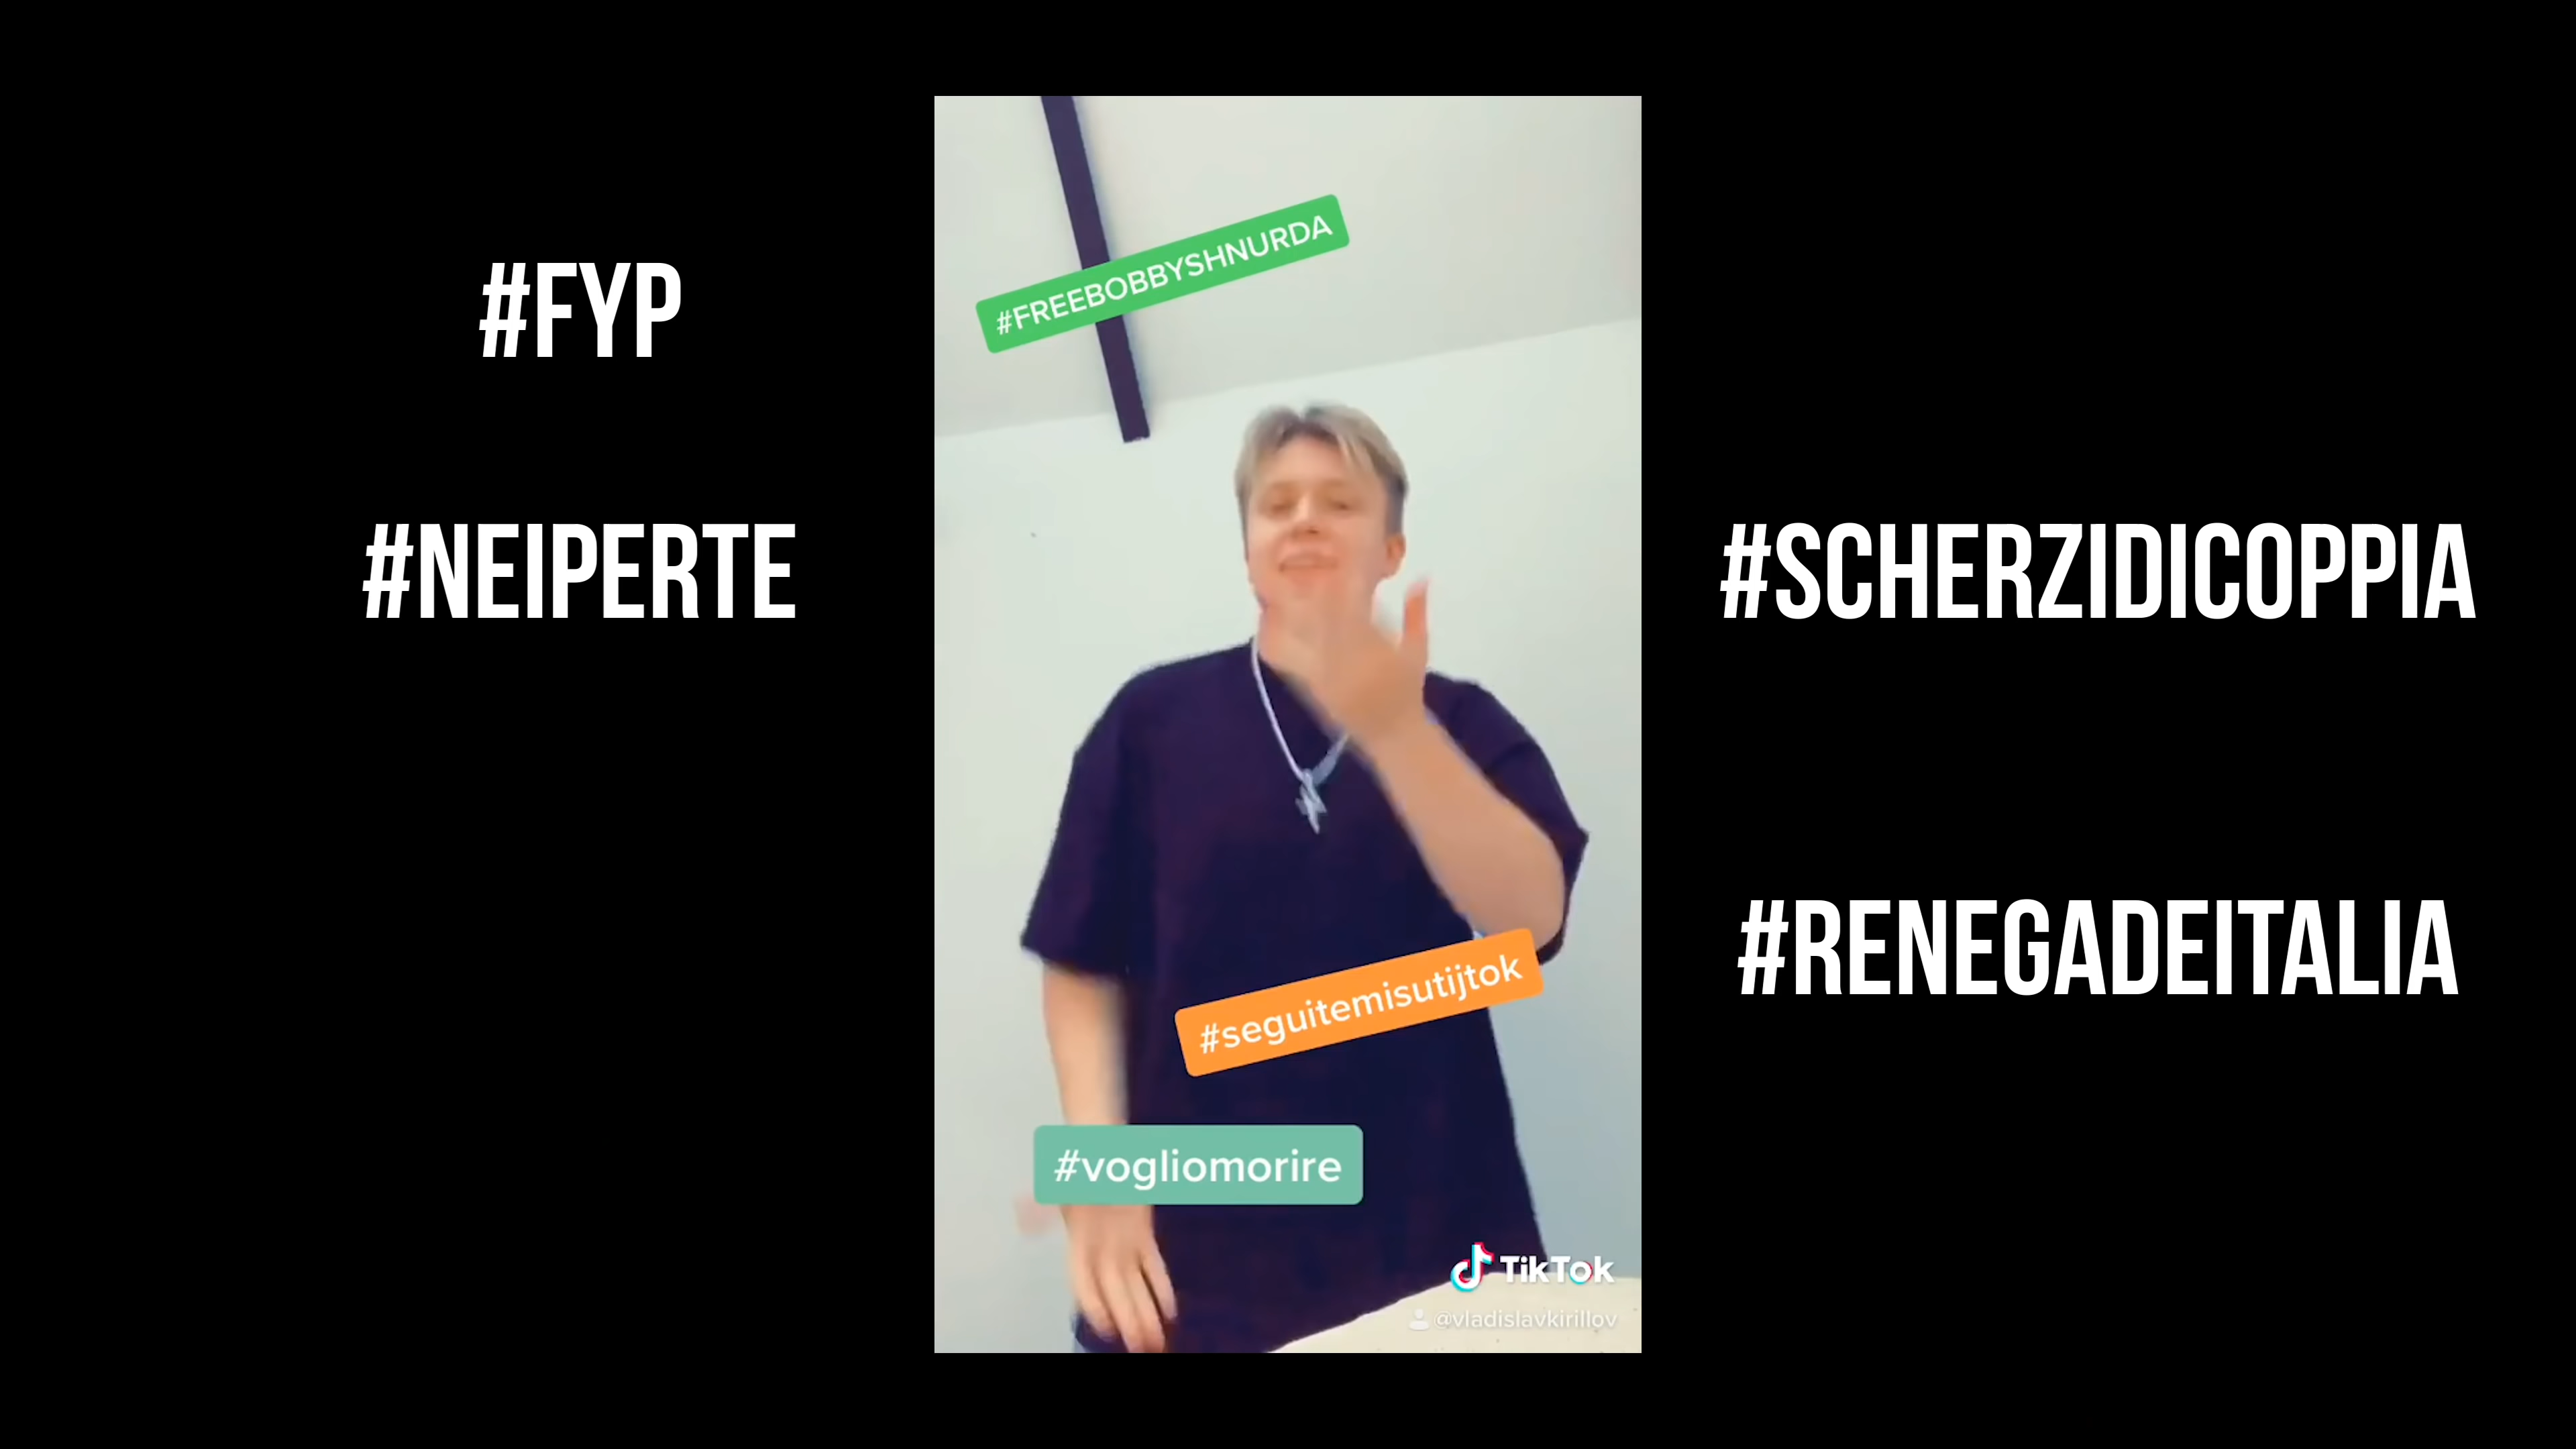 #FYP
#NEIPERTE
#FREEBOBBYSHNURDA
#seguitemisutijtok
#vogliomorire
TikTok
@vladislavkirillov
#SCHERZIDICOPPIA
#RENEGADEITALIA